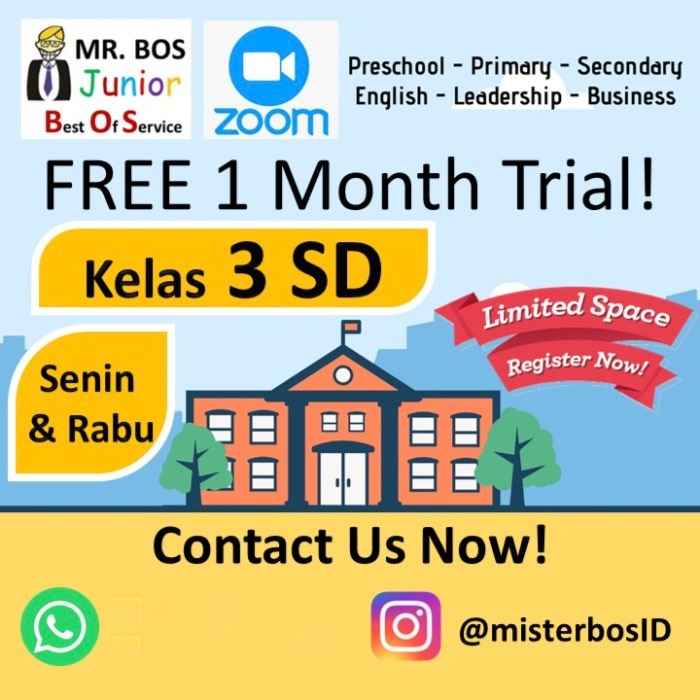 MR. BOS
Junior
Best Of Service
zoom
Preschool - Primary - Secondary
English - Leadership - Business
FREE 1 Month Trial!
Kelas 3 SD
Limited Space
Register Now!
Senin
& Rabu
Contact Us Now!
@misterbosID